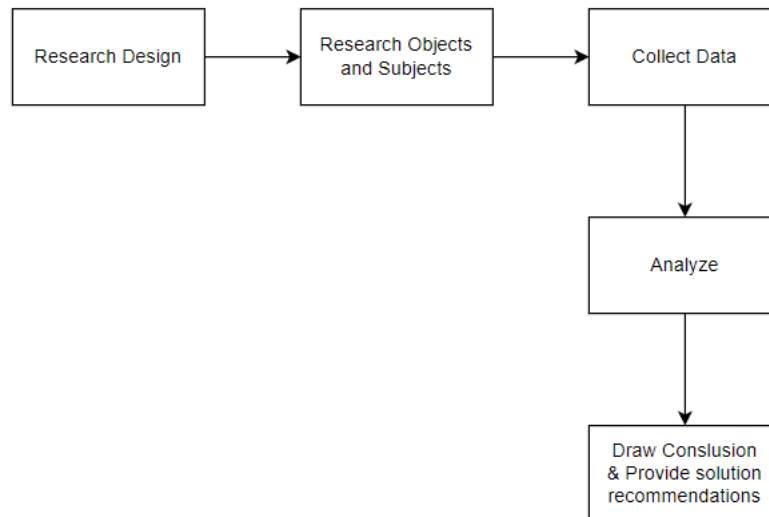 Research Design
Research Objects
and Subjects
Collect Data
Analyze
Draw Conslusion
& Provide solution
recommendations